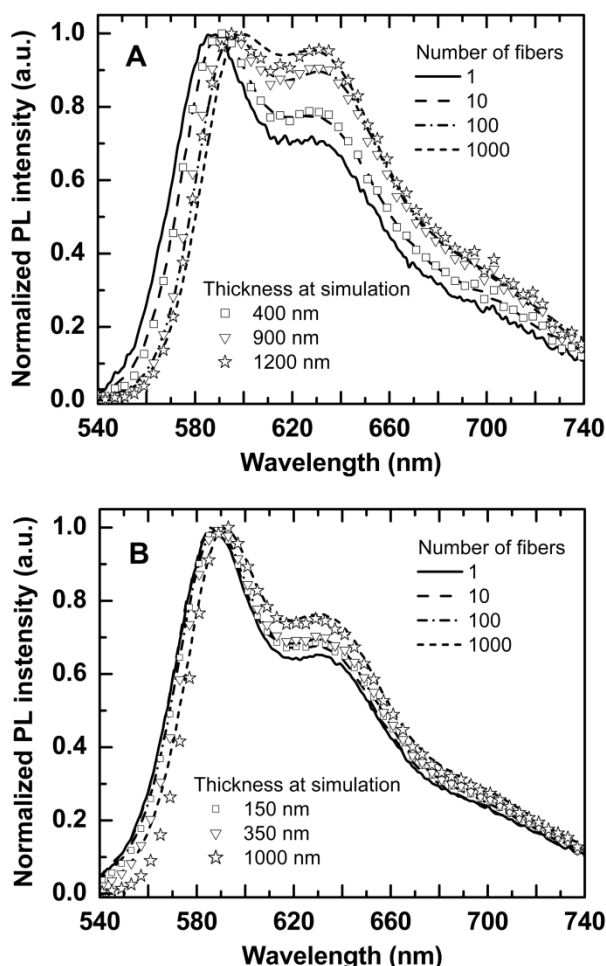 A
Number of fibers
1
10
100
1000
Thickness at simulation
400 nm
900 nm
1200 nm
Normalized PL intensity (a.u.)
1.0
0.8
0.6
0.4
0.2
0.0
540 580 620 660 700 740
Wavelength (nm)
B
Number of fibers
1
10
100
1000
Thickness at simulation
150 nm
350 nm
1000 nm
Normalized PL instensity (a.u.)
1.0
0.8
0.6
0.4
0.2
0.0
540 580 620 660 700 740
Wavelength (nm)